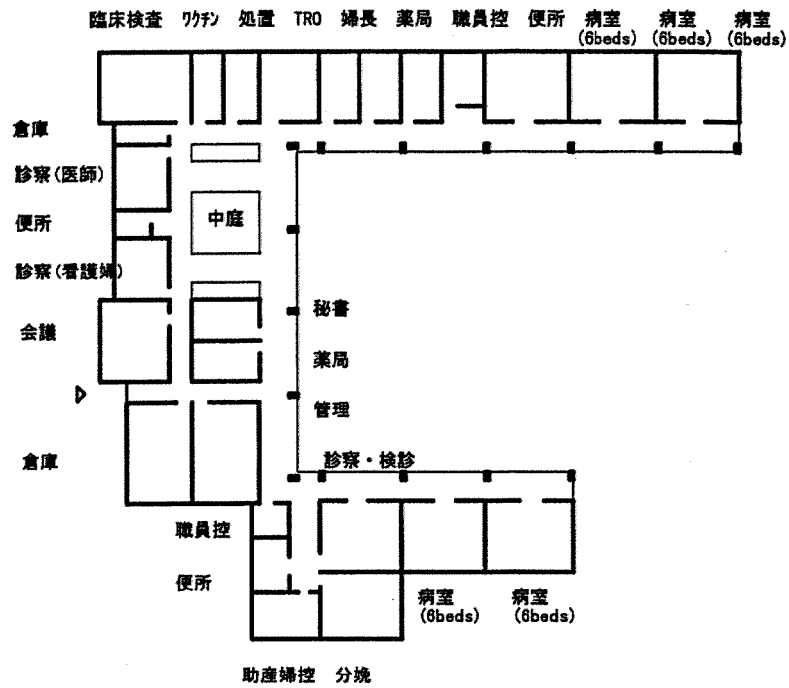 臨床検査 ワクチン 処置 TRO 婦長 薬局 職員控 便所 病室 病室 病室
(6beds) (6beds) (6beds)
倉庫
診察(医師)
便所
中庭
診察(看護婦)
秘書
会議
薬局
管理
診察・検診
倉庫
職員控
便所
病室 病室
(6beds) (6beds)
助産婦控 分娩